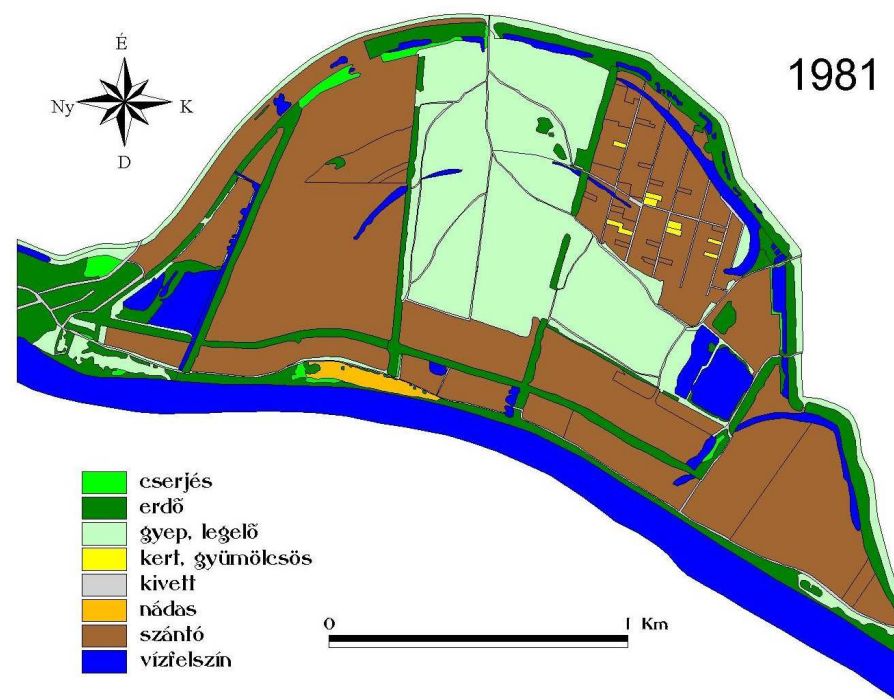 É
1981
Ny K
D
cserjés
erdő
gyep, legelő
kert, gyümölcsös
kivett
nádas
szántó
vízfelszín
0 1 Km